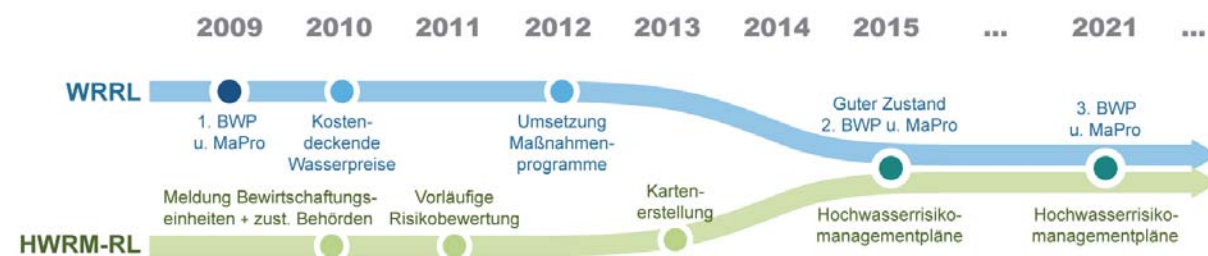 2009 2010 2011 2012 2013 2014 2015 ... 2021 ...
WRRL
1. BWP
u. MaPro
Kosten-
deckende
Wasserpreise
Umsetzung
Maßnahmen-
programme
Guter Zustand
2. BWP u. MaPro
3. BWP
u. MaPro
Meldung Bewirtschaftungs-
einheiten + zust. Behörden
Vorläufige
Risikobewertung
Karten-
erstellung
Hochwasserrisiko-
managementpläne
Hochwasserrisiko-
managementpläne
HWRM-RL